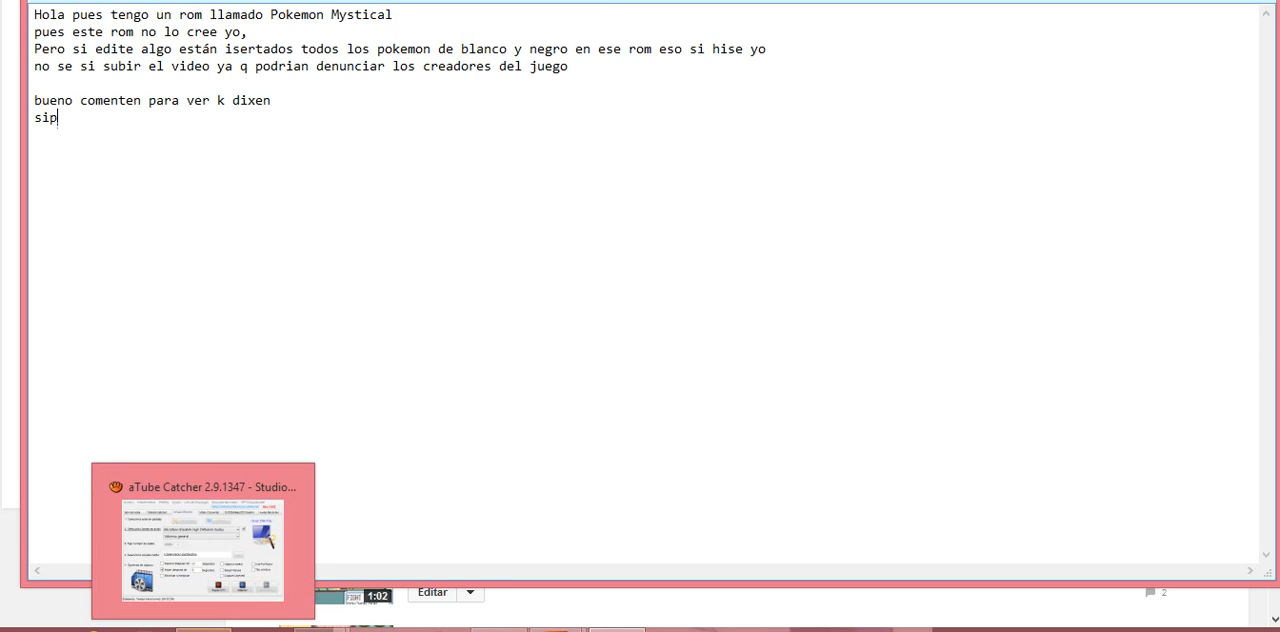 Hola pues tengo un rom llamado Pokemon Mystical
pues este rom no lo cree yo,
Pero si edite algo están isertados todos los pokemon de blanco y negro en ese rom eso si hise yo
no se si subir el video ya q podrian denunciar los creadores del juego
bueno comenten para ver k dixen
sip
aTube Catcher 2.9.1347 - Studio...
FIGHT
1:02
Editar
2